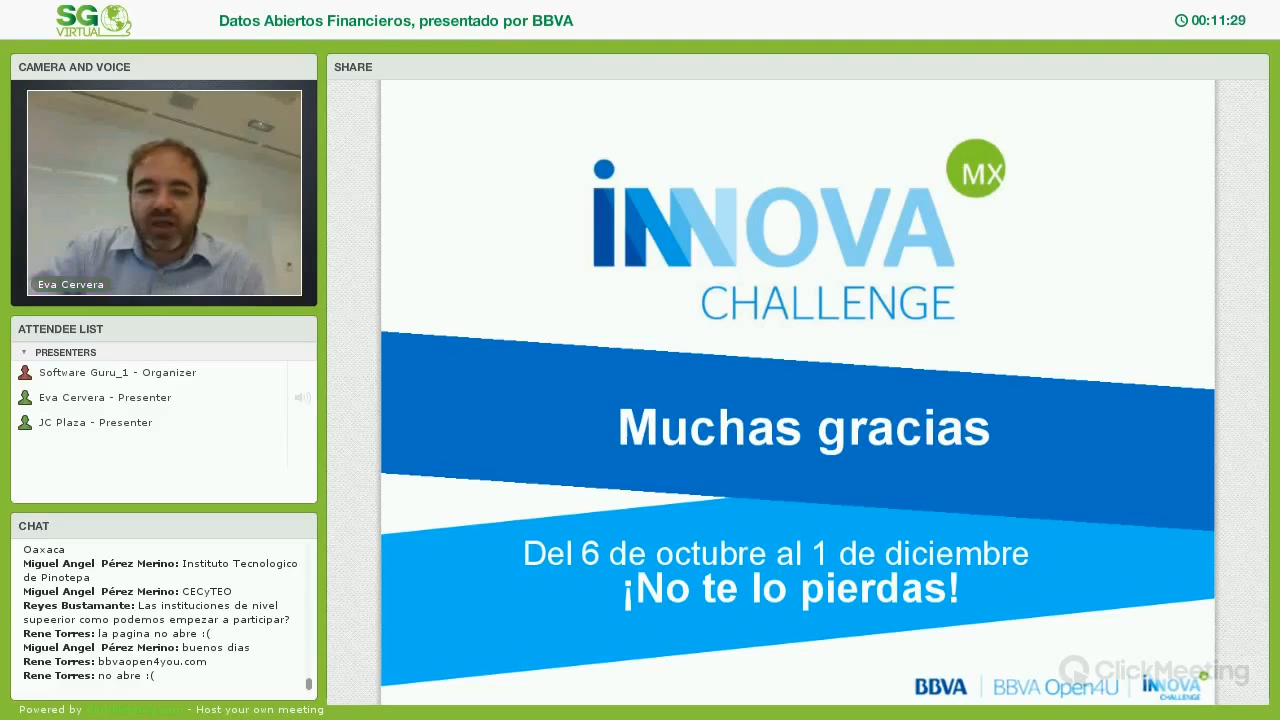 SG
VIRTUAL
Datos Abiertos Financieros, presentado por BBVA
00:11:29
CAMERA AND VOICE
Eva Cervera
ATTENDEE LIST
PRESENTERS
Software Guru_1 - Organizer
Eva Cervera - Presenter
JC Plaza - Presenter
CHAT
Oaxaca
Miguel Angel Pérez Merino: Instituto Tecnologico
de Pinotepa
Miguel Angel Pérez Merino: CECyTEO
Reyes Bustamante: Las instituciones de nivel
supeerior como podemos empezar a participar?
Rene Torres: la pagina no abre :(
Miguel Angel Pérez Merino: buenos dias
Rene Torres: bbvaopen4you.com
Rene Torres: no abre :(
Powered by ClickMeeting.com - Host your own meeting
SHARE
INNOVA
MX
CHALLENGE
Muchas gracias
Del 6 de octubre al 1 de diciembre
¡No te lo pierdas!
ClickMeeting
BBVA | BBVA Open4U | INNOVA
CHALLENGE